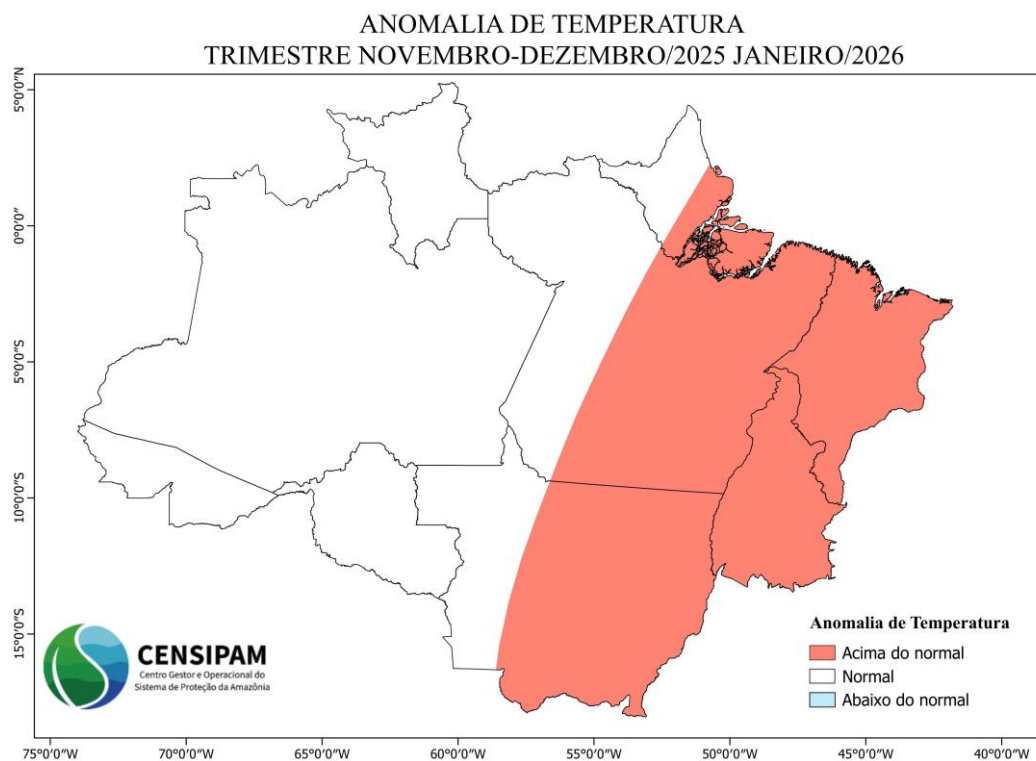 ANOMALIA DE TEMPERATURA
TRIMESTRE NOVEMBRO-DEZEMBRO/2025 JANEIRO/2026
5°0'0"N
0°0'0"
5°0'0"S
10°0'0"S
15°0'0"S
CENSIPAM
Centro Gestor e Operacional do
Sistema de Proteção da Amazônia
Anomalia de Temperatura
Acima do normal
Normal
Abaixo do normal
75°0'0"W 70°0'0"W 65°0'0"W 60°0'0"W 55°0'0"W 50°0'0"W 45°0'0"W 40°0'0"W